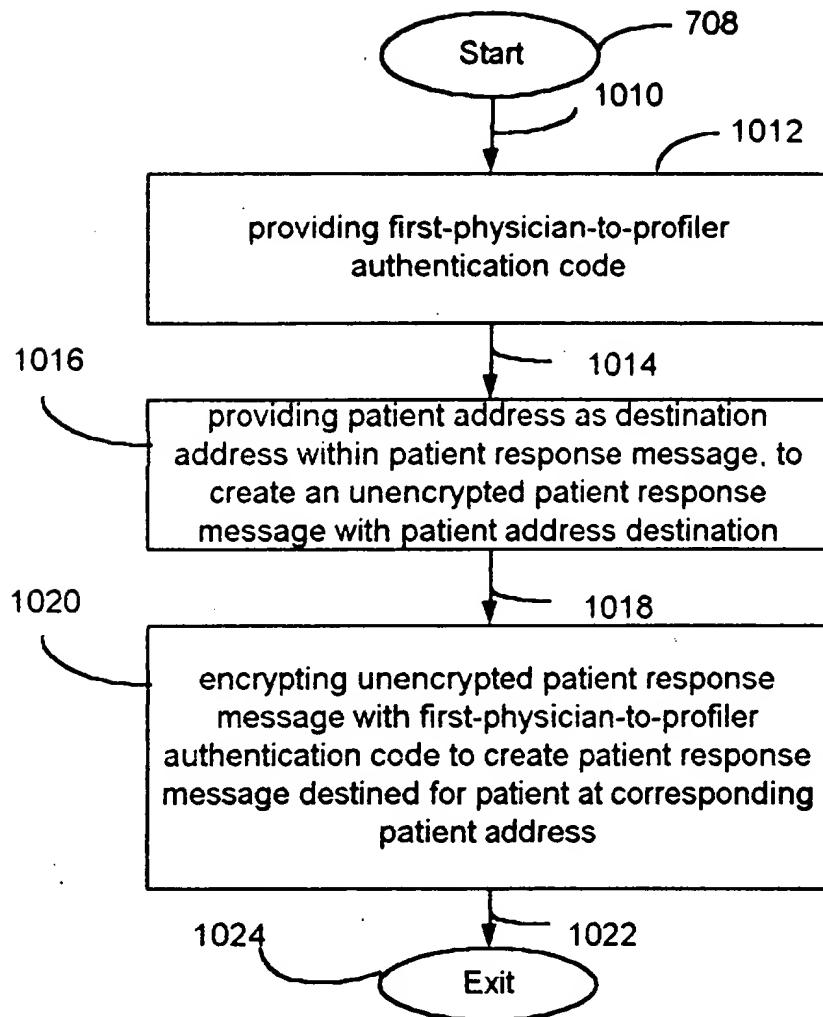 Start
708
1010
1012
providing first-physician-to-profiler
authentication code
1014
1016
providing patient address as destination
address within patient response message, to
create an unencrypted patient response
message with patient address destination
1018
1020
encrypting unencrypted patient response
message with first-physician-to-profiler
authentication code to create patient response
message destined for patient at corresponding
patient address
1022
1024
Exit